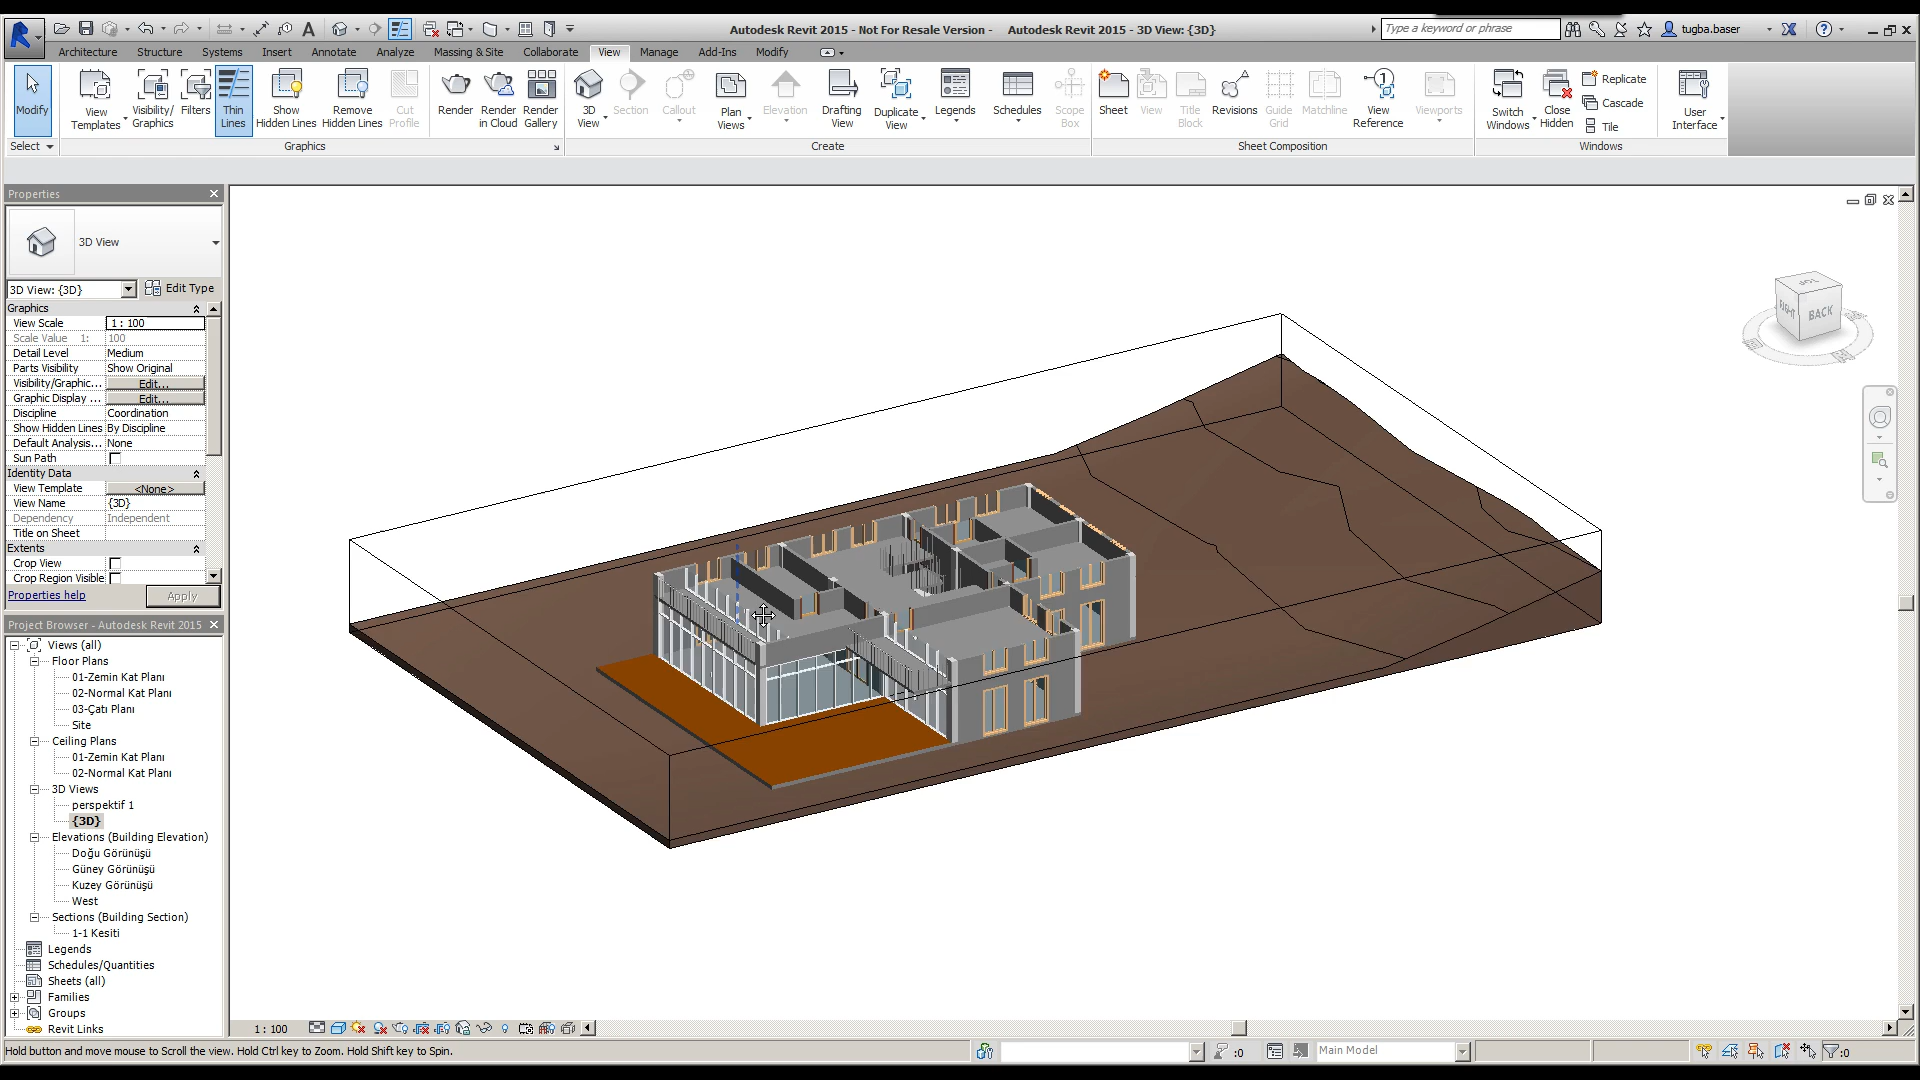 Autodesk Revit 2015 - Not For Resale Version - Autodesk Revit 2015 - 3D View: {3D}
Type a keyword or phrase
tugba.baser
Architecture Structure Systems Insert Annotate Analyze Massing & Site Collaborate View Manage Add-Ins Modify
Modify
View Templates
Visibility/ Graphics
Filters
Thin Lines
Show Hidden Lines
Remove Hidden Lines
Cut Profile
Render
Render in Cloud
Render Gallery
3D View
Section
Callout
Plan Views
Elevation
Drafting View
Duplicate View
Legends
Schedules
Scope Box
Sheet
View
Title Block
Revisions
Guide Grid
Matchline
View Reference
Viewports
Switch Windows
Close Hidden
Replicate
Cascade
Tile
User Interface
Select Graphics Create Sheet Composition Windows
Properties
3D View
3D View: {3D} Edit Type
Graphics
View Scale 1 : 100
Scale Value 1: 100
Detail Level Medium
Parts Visibility Show Original
Visibility/Graphic... Edit...
Graphic Display ... Edit...
Discipline Coordination
Show Hidden Lines By Discipline
Default Analysis... None
Sun Path
Identity Data
View Template <None>
View Name {3D}
Dependency Independent
Title on Sheet
Extents
Crop View
Crop Region Visible
Properties help Apply
Project Browser - Autodesk Revit 2015
Views (all)
Floor Plans
01-Zemin Kat Planı
02-Normal Kat Planı
03-Çatı Planı
Site
Ceiling Plans
01-Zemin Kat Planı
02-Normal Kat Planı
3D Views
perspektif 1
{3D}
Elevations (Building Elevation)
Doğu Görünüşü
Güney Görünüşü
Kuzey Görünüşü
West
Sections (Building Section)
1-1 Kesiti
Legends
Schedules/Quantities
Sheets (all)
Families
Groups
Revit Links
TOP
RIGHT
BACK
1 : 100
Hold button and move mouse to Scroll the view. Hold Ctrl key to Zoom. Hold Shift key to Spin.
:0
Main Model
:0